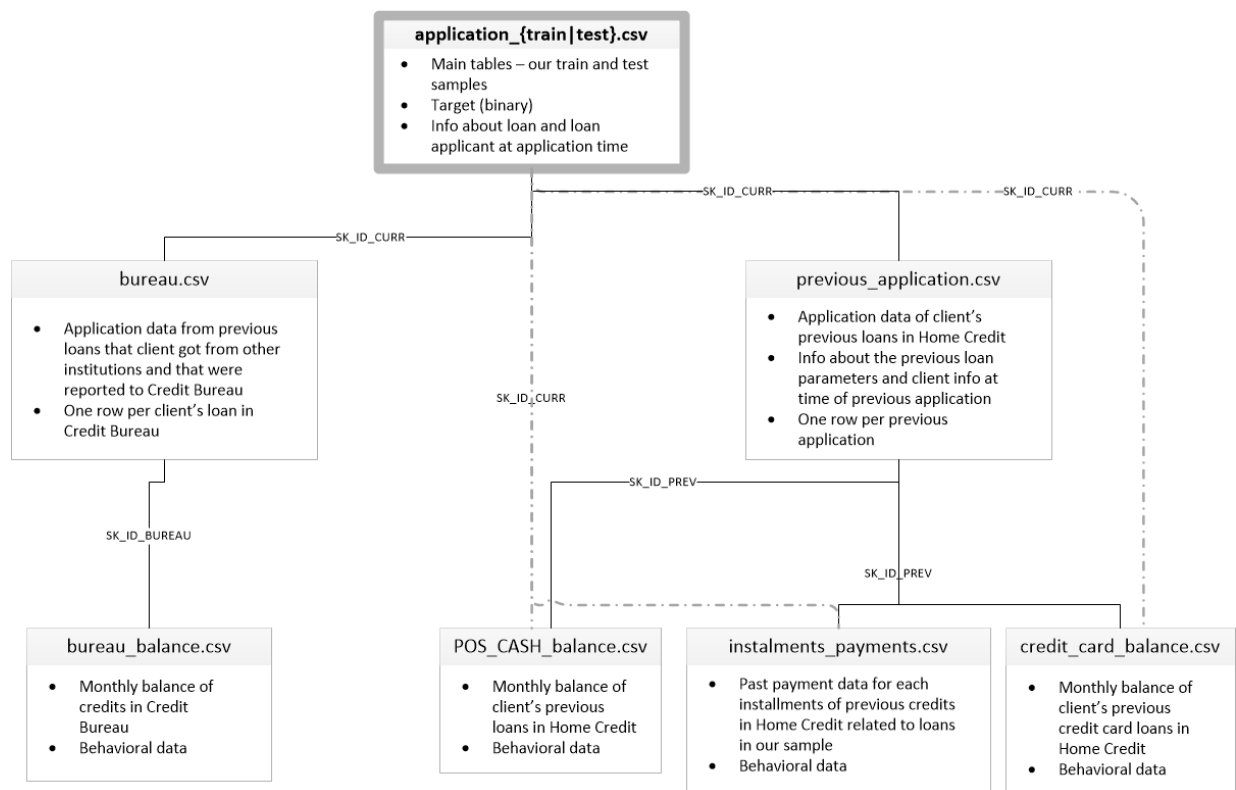 application_{train|test}.csv
• Main tables – our train and test
samples
• Target (binary)
• Info about loan and loan
applicant at application time
SK_ID_CURR
SK_ID_CURR
SK_ID_CURR
bureau.csv
• Application data from previous
loans that client got from other
institutions and that were
reported to Credit Bureau
• One row per client's loan in
Credit Bureau
previous_application.csv
• Application data of client's
previous loans in Home Credit
• Info about the previous loan
parameters and client info at
time of previous application
• One row per previous
application
SK_ID_CURR
SK_ID_PREV
SK_ID_BUREAU
SK_ID_PREV
bureau_balance.csv
• Monthly balance of
credits in Credit
Bureau
• Behavioral data
POS_CASH_balance.csv
• Monthly balance of
client's previous
loans in Home Credit
• Behavioral data
instalments_payments.csv
• Past payment data for each
installments of previous credits
in Home Credit related to loans
in our sample
• Behavioral data
credit_card_balance.csv
• Monthly balance of
client's previous
credit card loans in
Home Credit
• Behavioral data